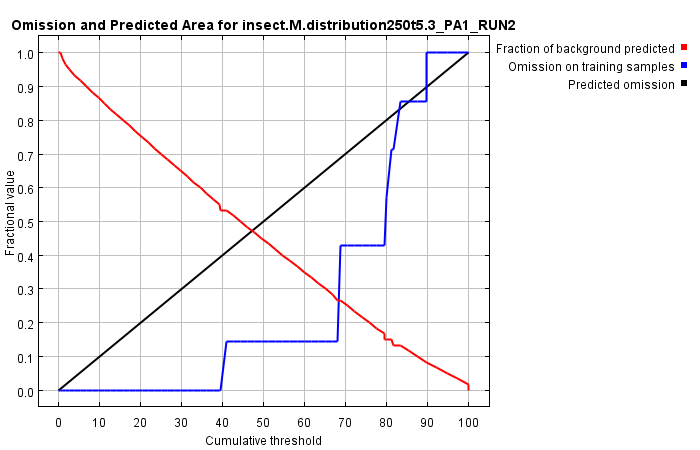 Omission and Predicted Area for insect.M.distribution250t5.3_PA1_RUN2
Fraction of background predicted
Omission on training samples
Predicted omission
Fractional value
1.0
0.9
0.8
0.7
0.6
0.5
0.4
0.3
0.2
0.1
0.0
0 10 20 30 40 50 60 70 80 90 100
Cumulative threshold